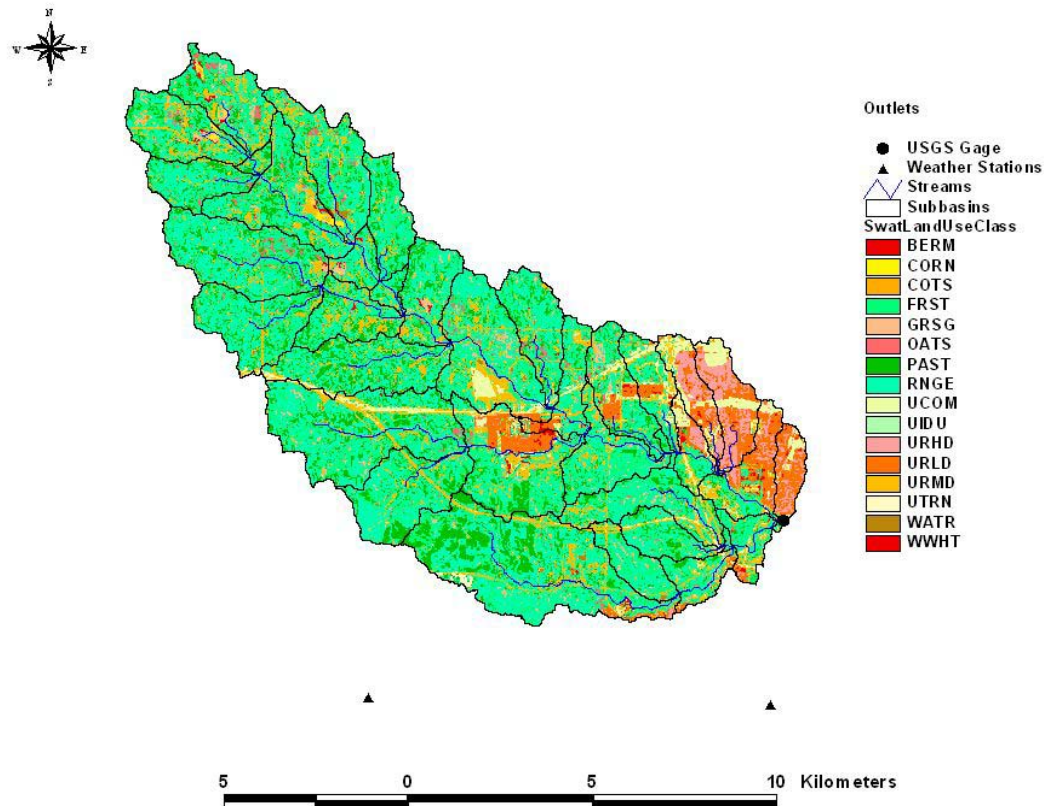 N
W E
S
Outlets
USGS Gage
Weather Stations
Streams
Subbasins
SwatLandUseClass
BERM
CORN
COTS
FRST
GRSG
OATS
PAST
RNGE
UCOM
UIDU
URHD
URLD
URMD
UTRN
WATR
WWHT
5 0 5 10 Kilometers